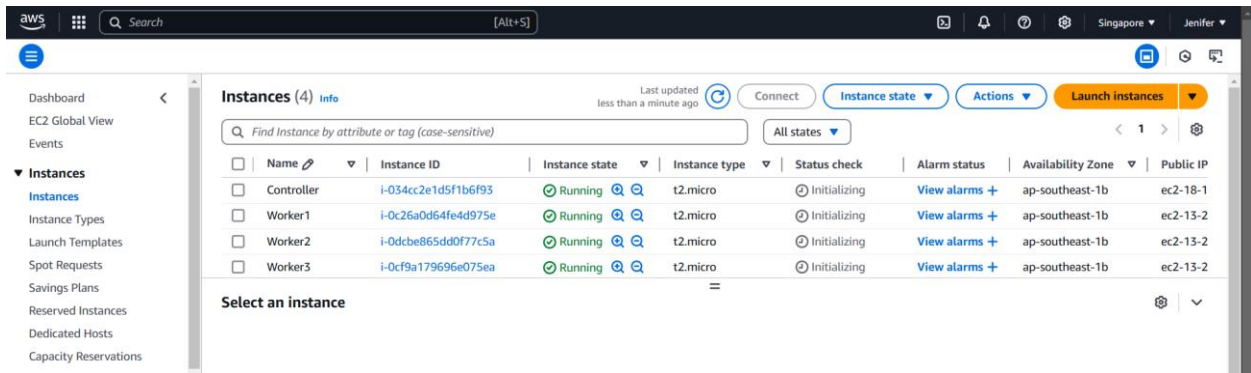 aws Search [Alt+S] Singapore Jenifer
Dashboard
EC2 Global View
Events
Instances
Instances
Instance Types
Launch Templates
Spot Requests
Savings Plans
Reserved Instances
Dedicated Hosts
Capacity Reservations
Instances (4) Info Last updated less than a minute ago Connect Instance state Actions Launch instances
Find Instance by attribute or tag (case-sensitive) All states 1
Name Instance ID Instance state Instance type Status check Alarm status Availability Zone Public IP
Controller i-034cc2e1d5f1b6f93 Running t2.micro Initializing View alarms + ap-southeast-1b ec2-18-1
Worker1 i-0c26a0d64fe4d975e Running t2.micro Initializing View alarms + ap-southeast-1b ec2-13-2
Worker2 i-0dcbe865dd0f77c5a Running t2.micro Initializing View alarms + ap-southeast-1b ec2-13-2
Worker3 i-0cf9a179696e075ea Running t2.micro Initializing View alarms + ap-southeast-1b ec2-13-2
Select an instance